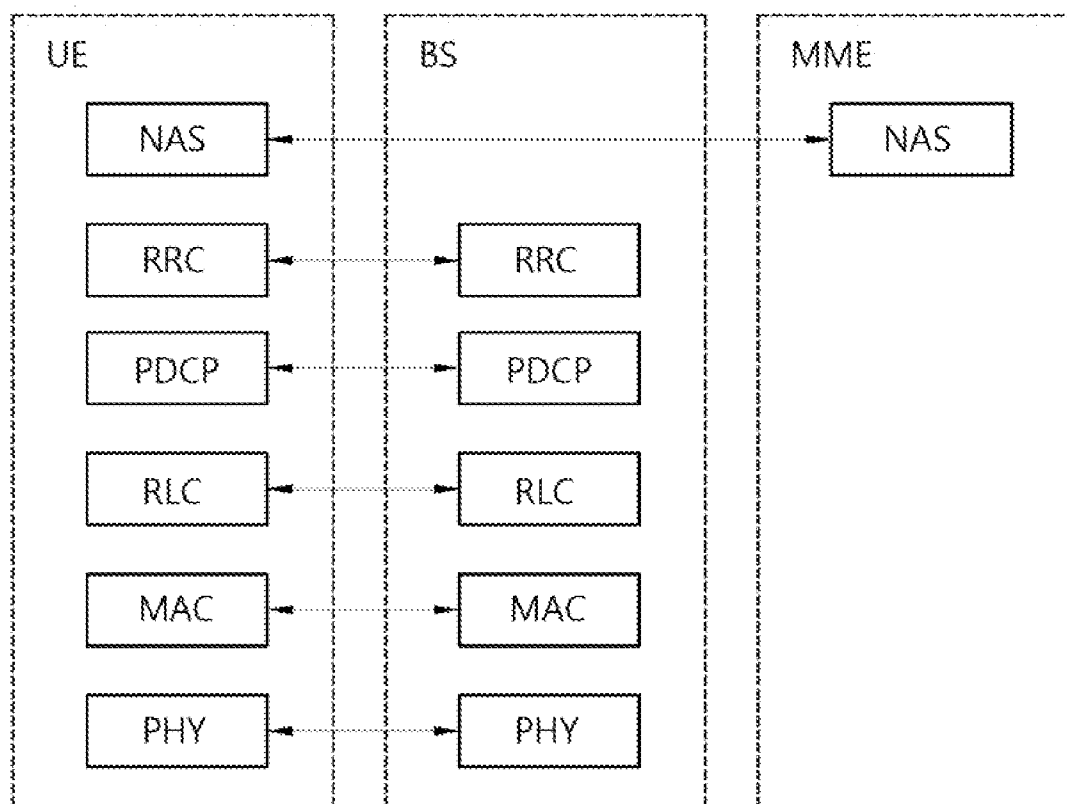 UE
BS
MME
NAS
NAS
RRC
RRC
PDCP
PDCP
RLC
RLC
MAC
MAC
PHY
PHY